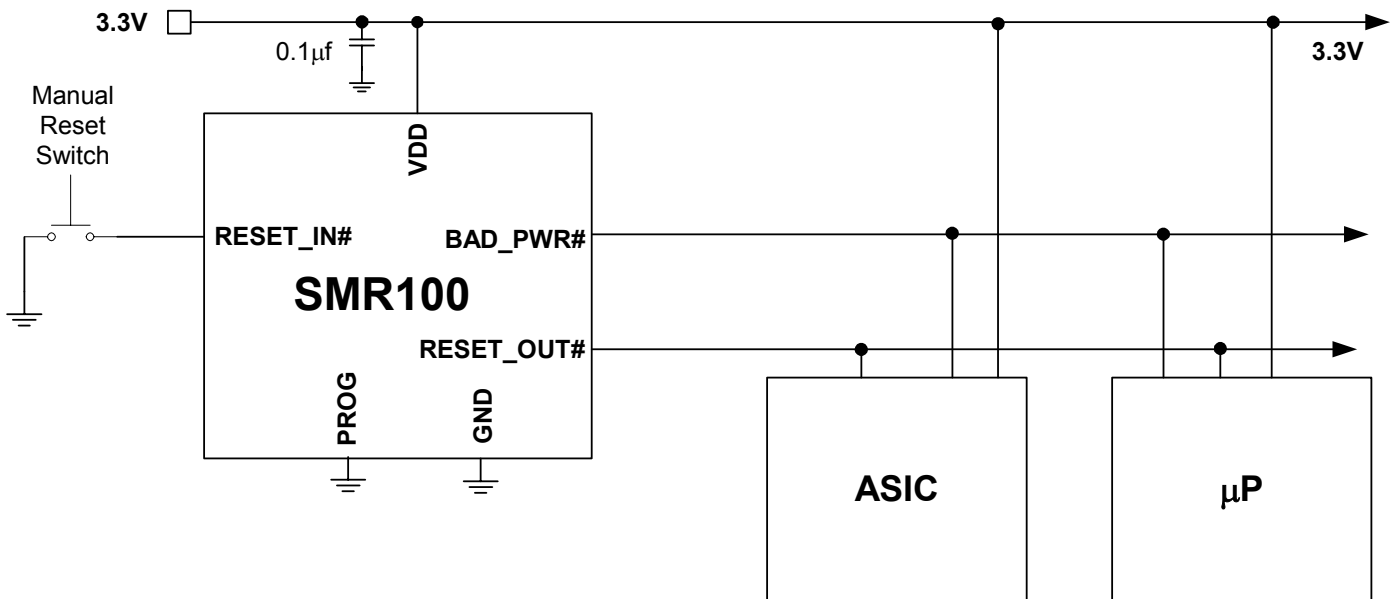 3.3V
0.1μf
3.3V
Manual
Reset
Switch
VDD
RESET_IN#
BAD_PWR#
SMR100
RESET_OUT#
PROG
GND
ASIC
μP